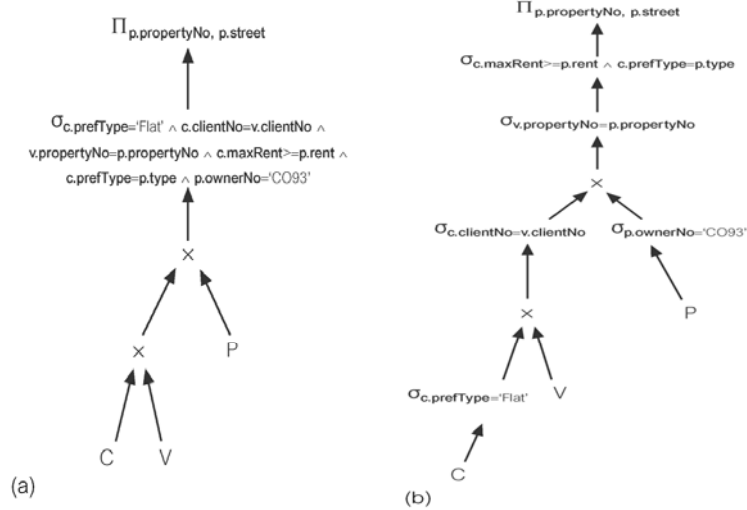 Πp.propertyNo, p.street
σc.prefType='Flat' ∧ c.clientNo=v.clientNo ∧
v.propertyNo=p.propertyNo ∧ c.maxRent>=p.rent ∧
c.prefType=p.type ∧ p.ownerNo='CO93'
×
×
P
C
V
(a)
Πp.propertyNo, p.street
σc.maxRent>=p.rent ∧ c.prefType=p.type
σv.propertyNo=p.propertyNo
×
σc.clientNo=v.clientNo
σp.ownerNo='CO93'
×
P
σc.prefType='Flat'
V
C
(b)